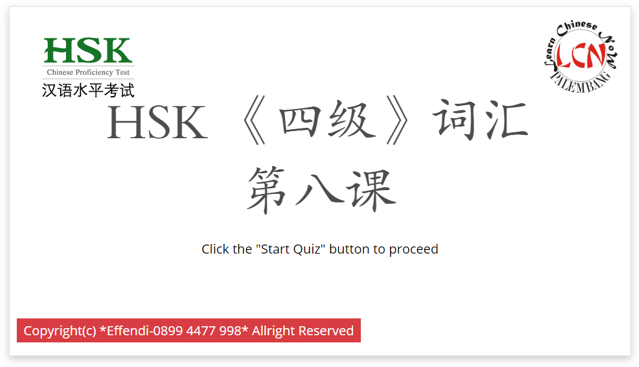 HSK
Chinese Proficiency Test
汉语水平考试
Learn Chinese NoW
LCN
PALEMBANG
HSK 《四级》词汇
第八课
Click the "Start Quiz" button to proceed
Copyright(c) *Effendi-0899 4477 998* Allright Reserved